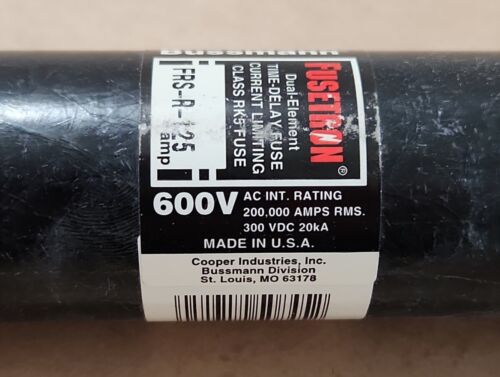 Bussmann
FUSETRON®
Dual-Element
TIME-DELAY FUSE
CURRENT LIMITING
CLASS RK5 FUSE
FRS-R-125
amp
600V
AC INT. RATING
200,000 AMPS RMS.
300 VDC 20kA
MADE IN U.S.A.
Cooper Industries, Inc.
Bussmann Division
St. Louis, MO 63178